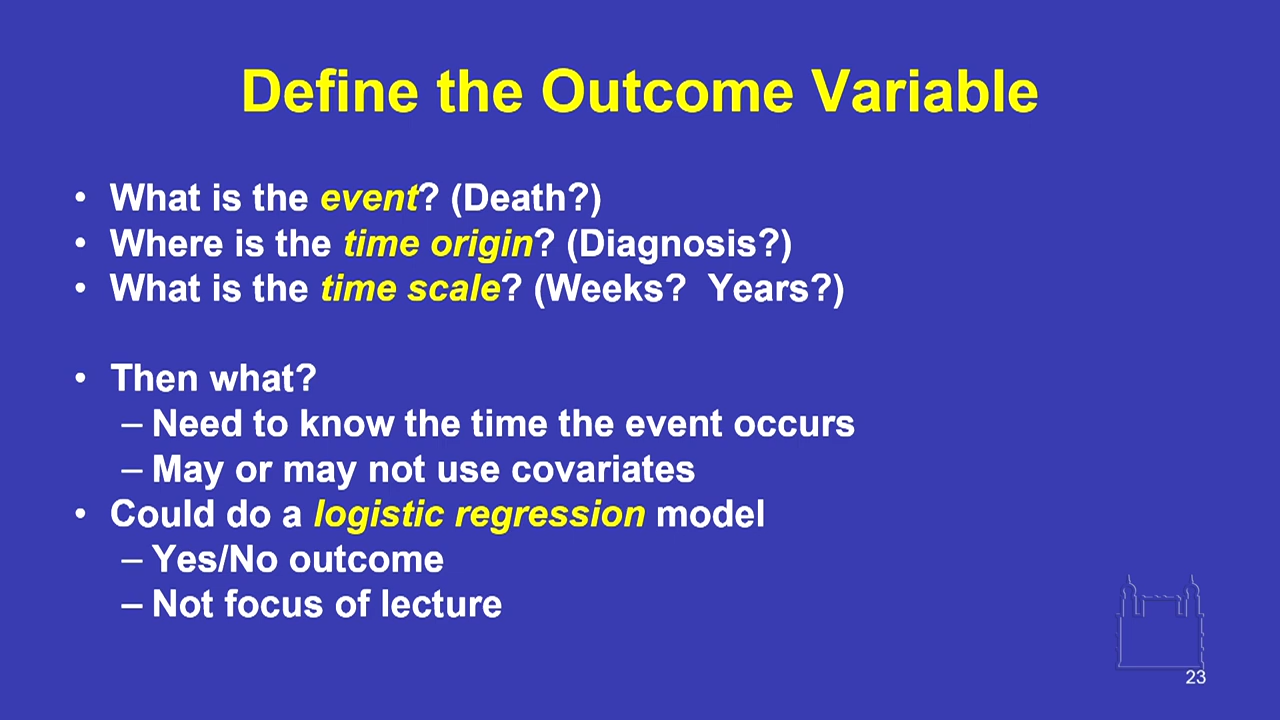 Define the Outcome Variable
• What is the event? (Death?)
• Where is the time origin? (Diagnosis?)
• What is the time scale? (Weeks?  Years?)
• Then what?
– Need to know the time the event occurs
– May or may not use covariates
• Could do a logistic regression model
– Yes/No outcome
– Not focus of lecture
23